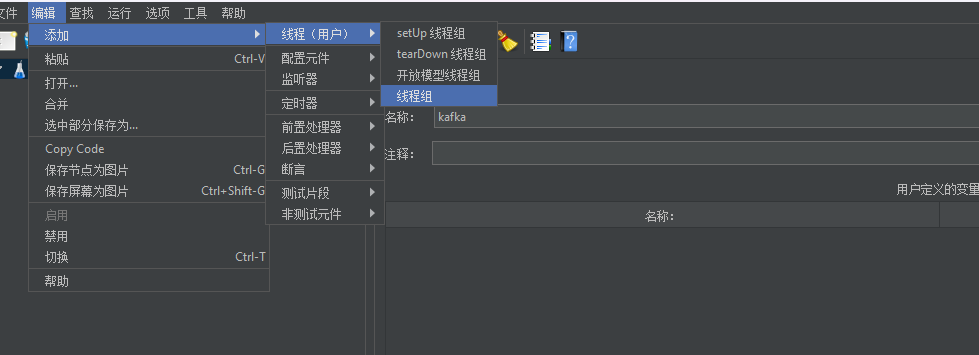 文件 编辑 查找 运行 选项 工具 帮助
添加
粘贴 Ctrl-V
打开...
合并
选中部分保存为...
Copy Code
保存节点为图片 Ctrl-G
保存屏幕为图片 Ctrl+Shift-G
启用
禁用
切换 Ctrl-T
帮助
线程（用户）
配置元件
监听器
定时器
前置处理器
后置处理器
断言
测试片段
非测试元件
setUp 线程组
tearDown 线程组
开放模型线程组
线程组
名称： kafka
注释：
用户定义的变量
名称: